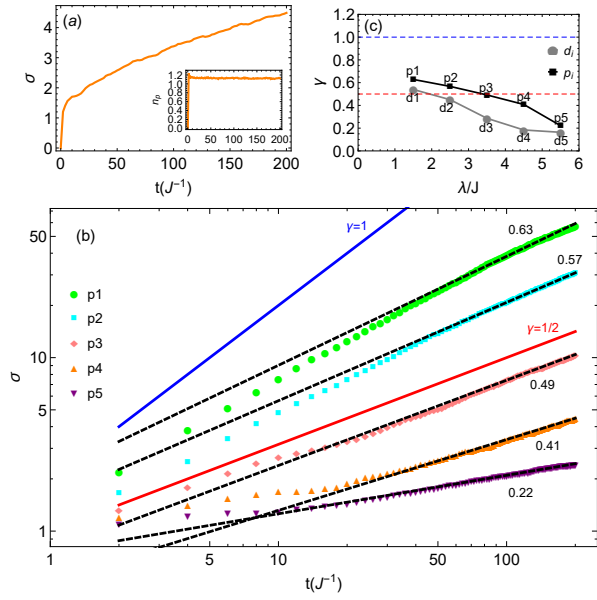 (a)
5
4
3
2
1
0
σ
0 50 100 150 200
t(J⁻¹)
1.2
1.0
0.8
0.6
0.4
0.2
0.0
n_p
0 50 100 150 200
(c)
1.2
1.0
0.8
0.6
0.4
0.2
0.0
γ
d_i
p_i
p1
p2
p3
p4
p5
d1
d2
d3
d4
d5
0 1 2 3 4 5 6
λ/J
(b)
50
10
5
1
σ
γ=1
0.63
0.57
γ=1/2
0.49
0.41
0.22
p1
p2
p3
p4
p5
1 5 10 50 100
t(J⁻¹)